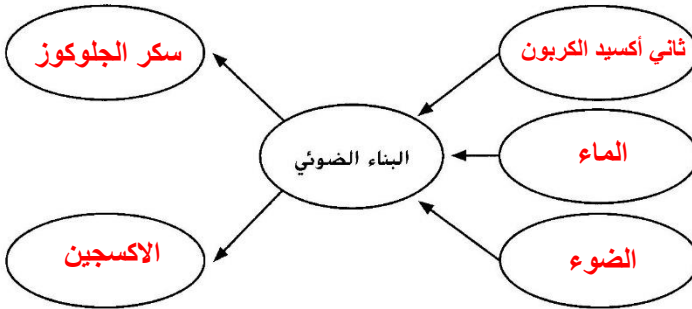 ثاني أكسيد الكربون
سكر الجلوكوز
الماء
البناء الضوئي
الضوء
الاكسجين